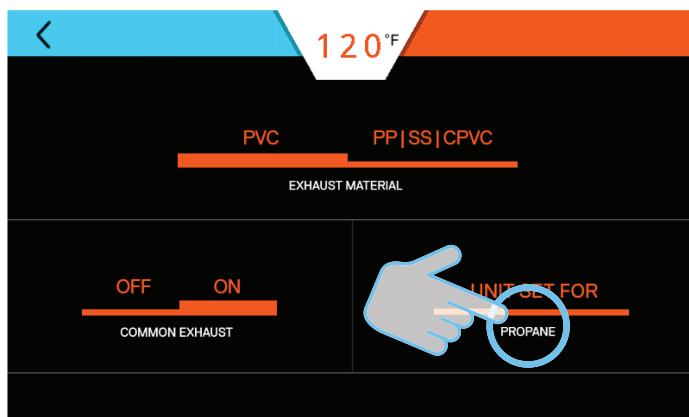 120°F
PVC PP|SS|CPVC
EXHAUST MATERIAL
OFF ON
UNIT SET FOR
COMMON EXHAUST
PROPANE